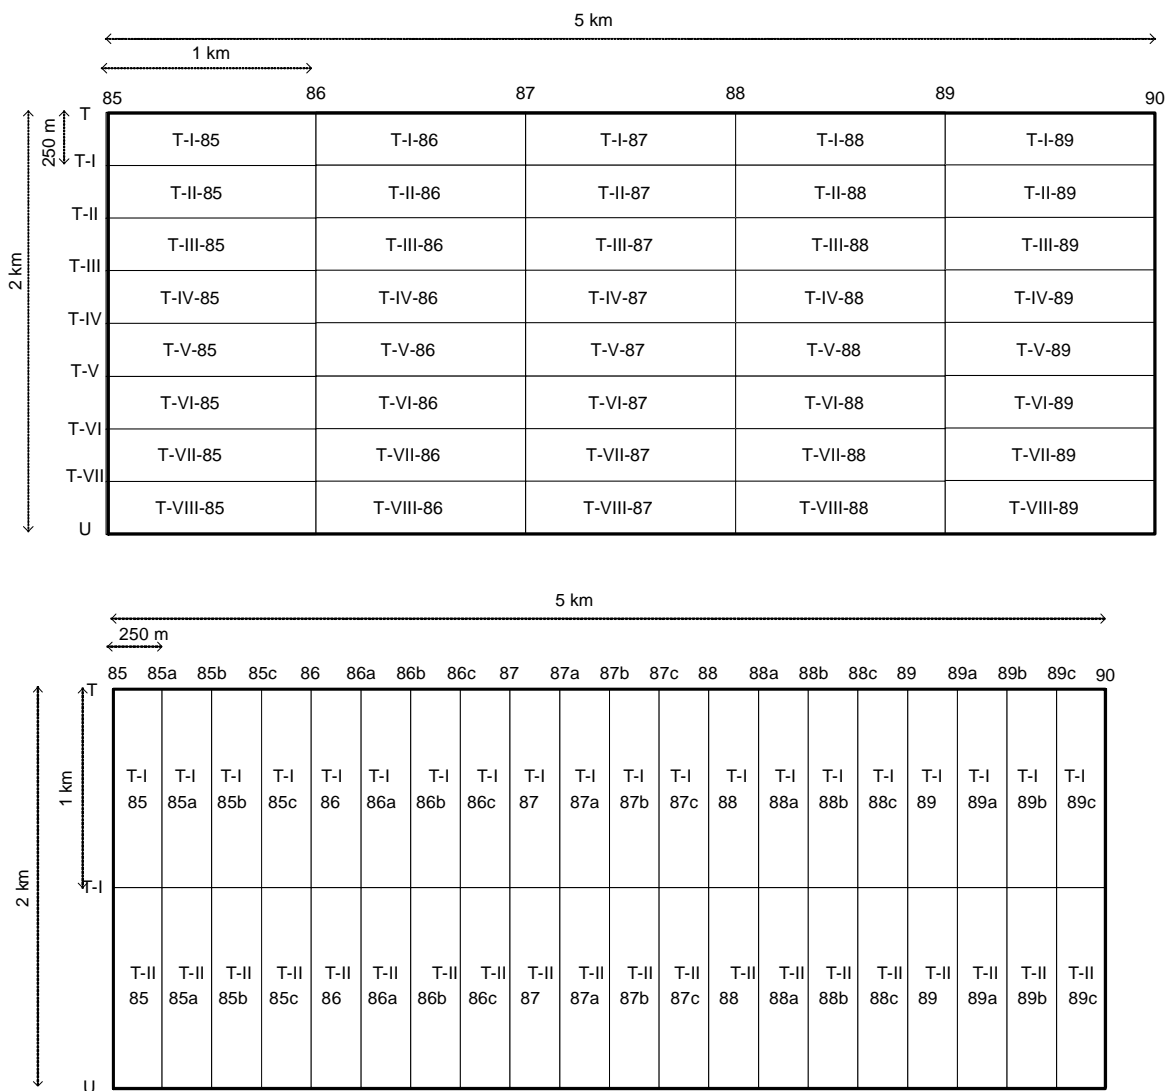 5 km
1 km
85 86 87 88 89 90
T
250 m
T-I-85 T-I-86 T-I-87 T-I-88 T-I-89
T-I
T-II-85 T-II-86 T-II-87 T-II-88 T-II-89
T-II
T-III-85 T-III-86 T-III-87 T-III-88 T-III-89
T-III
2 km
T-IV-85 T-IV-86 T-IV-87 T-IV-88 T-IV-89
T-IV
T-V-85 T-V-86 T-V-87 T-V-88 T-V-89
T-V
T-VI-85 T-VI-86 T-VI-87 T-VI-88 T-VI-89
T-VI
T-VII-85 T-VII-86 T-VII-87 T-VII-88 T-VII-89
T-VII
T-VIII-85 T-VIII-86 T-VIII-87 T-VIII-88 T-VIII-89
U
5 km
250 m
85 85a 85b 85c 86 86a 86b 86c 87 87a 87b 87c 88 88a 88b 88c 89 89a 89b 89c 90
T
1 km
T-I T-I T-I T-I T-I T-I T-I T-I T-I T-I T-I T-I T-I T-I T-I T-I T-I T-I T-I T-I
85 85a 85b 85c 86 86a 86b 86c 87 87a 87b 87c 88 88a 88b 88c 89 89a 89b 89c
T-I
2 km
T-II T-II T-II T-II T-II T-II T-II T-II T-II T-II T-II T-II T-II T-II T-II T-II T-II T-II T-II T-II
85 85a 85b 85c 86 86a 86b 86c 87 87a 87b 87c 88 88a 88b 88c 89 89a 89b 89c
U